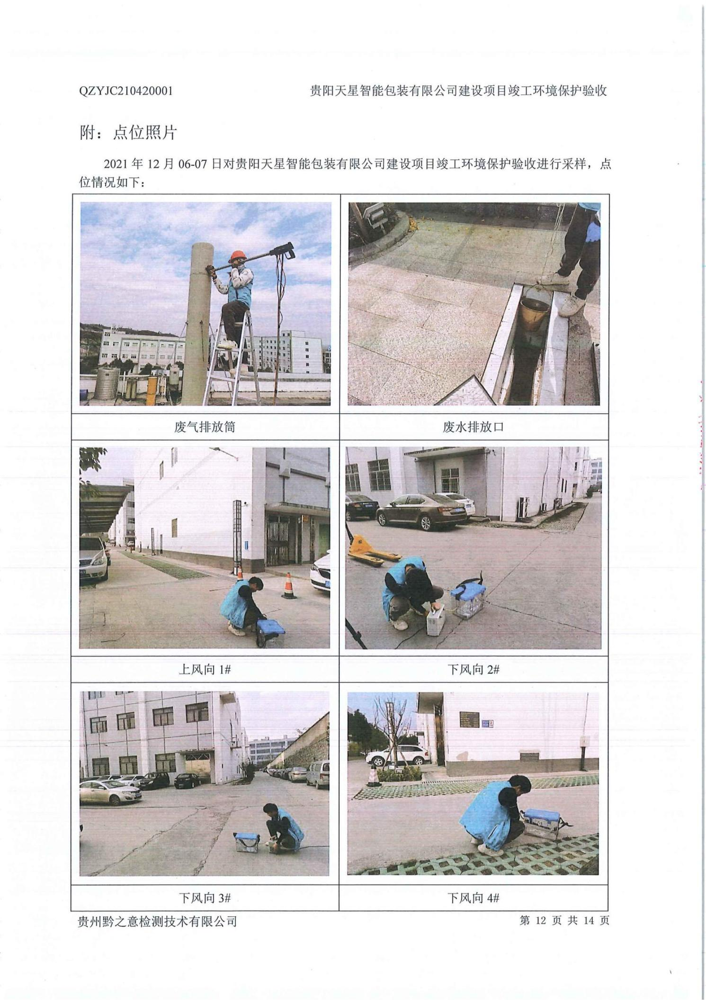 QZYJC210420001
贵阳天星智能包装有限公司建设项目竣工环境保护验收
附：点位照片
2021 年 12 月 06-07 日对贵阳天星智能包装有限公司建设项目竣工环境保护验收进行采样，点
位情况如下：
废气排放筒
废水排放口
上风向 1#
下风向 2#
下风向 3#
下风向 4#
贵州黔之意检测技术有限公司
第 12 页 共 14 页